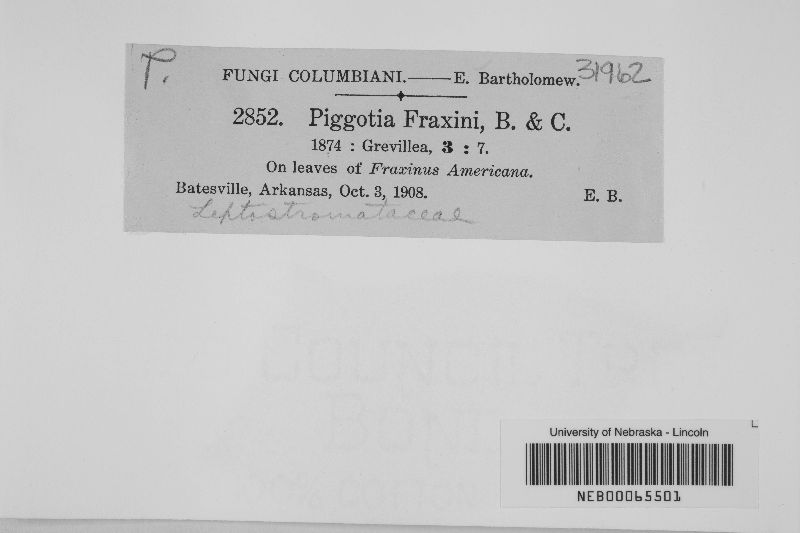 T.
FUNGI COLUMBIANI.——E. Bartholomew. 31962
2852. Piggotia Fraxini, B. & C.
1874 : Grevillea, 3 : 7.
On leaves of Fraxinus Americana.
Batesville, Arkansas, Oct. 3, 1908. E. B.
Leptostromataceae
COUNCIL
University of Nebraska - Lincoln
NEB00065501